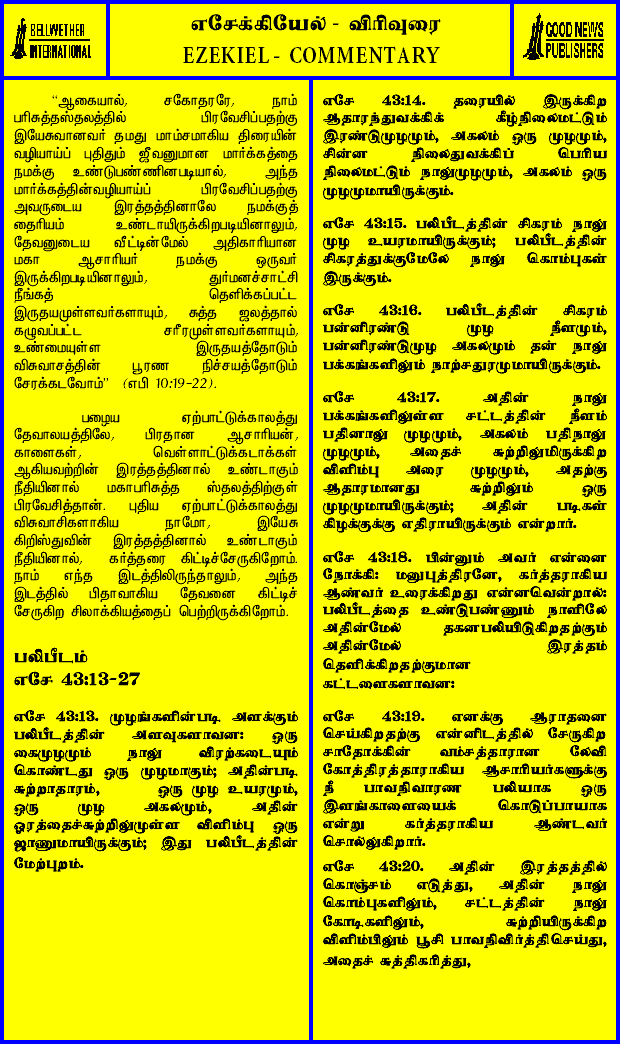 BELLWETHER
INTERNATIONAL
எசேக்கியேல் - விரிவுரை
EZEKIEL - COMMENTARY
GOOD NEWS
PUBLISHERS
“ஆகையால், சகோதரரே, நாம்
பரிசுத்தஸ்தலத்தில் பிரவேசிப்பதற்கு
இயேசுவானவர் தமது மாம்சமாகிய திரையின்
வழியாய்ப் புதிதும் ஜீவனுமான மார்க்கத்தை
நமக்கு உண்டுபண்ணினபடியால், அந்த
மார்க்கத்தின்வழியாய்ப் பிரவேசிப்பதற்கு
அவருடைய இரத்தத்தினாலே நமக்குத்
தைரியம் உண்டாயிருக்கிறபடியினாலும்,
தேவனுடைய வீட்டின்மேல் அதிகாரியான
மகா ஆசாரியர் நமக்கு ஒருவர்
இருக்கிறபடியினாலும், துர்மனச்சாட்சி
நீங்கத் தெளிக்கப்பட்ட
இருதயமுள்ளவர்களாயும், சுத்த ஜலத்தால்
கழுவப்பட்ட சரீரமுள்ளவர்களாயும்,
உண்மையுள்ள இருதயத்தோடும்
விசுவாசத்தின் பூரண நிச்சயத்தோடும்
சேரக்கடவோம்” (எபி 10:19-22).
பழைய ஏற்பாட்டுக்காலத்து
தேவாலயத்திலே, பிரதான ஆசாரியன்,
காளைகள், வெள்ளாட்டுக்கடாக்கள்
ஆகியவற்றின் இரத்தத்தினால் உண்டாகும்
நீதியினால் மகாபரிசுத்த ஸ்தலத்திற்குள்
பிரவேசித்தான். புதிய ஏற்பாட்டுக்காலத்து
விசுவாசிகளாகிய நாமோ, இயேசு
கிறிஸ்துவின் இரத்தத்தினால் உண்டாகும்
நீதியினால், கர்த்தரை கிட்டிச்சேருகிறோம்.
நாம் எந்த இடத்திலிருந்தாலும், அந்த
இடத்தில் பிதாவாகிய தேவனை கிட்டிச்
சேருகிற சிலாக்கியத்தைப் பெற்றிருக்கிறோம்.
பலிபீடம்
எசே 43:13-27
எசே 43:13. முழங்களின்படி அளக்கும்
பலிபீடத்தின் அளவுகளாவன: ஒரு
கைமுழமும் நாலு விரற்கடையும்
கொண்டது ஒரு முழமாகும்; அதின்படி
சுற்றாதாரம், ஒரு முழ உயரமும்,
ஒரு முழ அகலமும், அதின்
ஓரத்தைச்சுற்றிலுமுள்ள விளிம்பு ஒரு
ஜாணுமாயிருக்கும்; இது பலிபீடத்தின்
மேற்புறம்.
எசே 43:14. தரையில் இருக்கிற
ஆதாரந்துவக்கிக் கீழ்நிலைமட்டும்
இரண்டுமுழமும், அகலம் ஒரு முழமும்,
சின்ன நிலைதுவக்கிப் பெரிய
நிலைமட்டும் நாலுமுழமும், அகலம் ஒரு
முழமுமாயிருக்கும்.
எசே 43:15. பலிபீடத்தின் சிகரம் நாலு
முழ உயரமாயிருக்கும்; பலிபீடத்தின்
சிகரத்துக்குமேலே நாலு கொம்புகள்
இருக்கும்.
எசே 43:16. பலிபீடத்தின் சிகரம்
பன்னிரண்டு முழ நீளமும்,
பன்னிரண்டுமுழ அகலமும் தன் நாலு
பக்கங்களிலும் நாற்சதுரமுமாயிருக்கும்.
எசே 43:17. அதின் நாலு
பக்கங்களிலுள்ள சட்டத்தின் நீளம்
பதினாலு முழமும், அகலம் பதிநாலு
முழமும், அதைச் சுற்றிலுமிருக்கிற
விளிம்பு அரை முழமும், அதற்கு
ஆதாரமானது சுற்றிலும் ஒரு
முழமுமாயிருக்கும்; அதின் படிகள்
கிழக்குக்கு எதிராயிருக்கும் என்றார்.
எசே 43:18. பின்னும் அவர் என்னை
நோக்கி: மனுபுத்திரனே, கர்த்தராகிய
ஆண்டவர் உரைக்கிறது என்னவென்றால்:
பலிபீடத்தை உண்டுபண்ணும் நாளிலே
அதின்மேல் தகனபலியிடுகிறதற்கும்
அதின்மேல் இரத்தம்
தெளிக்கிறதற்குமான
கட்டளைகளாவன:
எசே 43:19. எனக்கு ஆராதனை
செய்கிறதற்கு என்னிடத்தில் சேருகிற
சாதோக்கின் வம்சத்தாரான லேவி
கோத்திரத்தாராகிய ஆசாரியர்களுக்கு
நீ பாவநிவாரண பலியாக ஒரு
இளங்காளையைக் கொடுப்பாயாக
என்று கர்த்தராகிய ஆண்டவர்
சொல்லுகிறார்.
எசே 43:20. அதின் இரத்தத்தில்
கொஞ்சம் எடுத்து, அதின் நாலு
கொம்புகளிலும், சட்டத்தின் நாலு
கோடிகளிலும், சுற்றியிருக்கிற
விளிம்பிலும் பூசி பாவநிவிர்த்திசெய்து,
அதைச் சுத்திகரித்து,